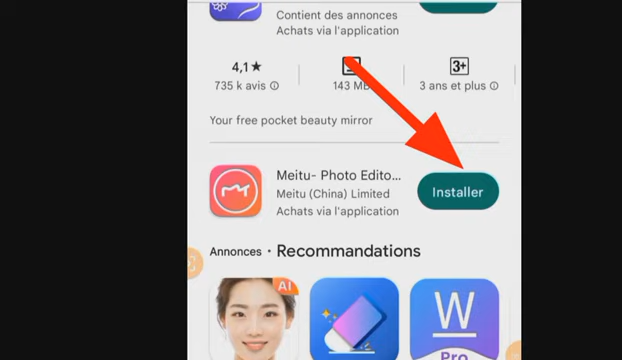 Contient des annonces
Achats via l'application
4,1★
735 k avis
143 MB
3+
3 ans et plus
Your free pocket beauty mirror
Meitu- Photo Edito...
Meitu (China) Limited
Achats via l'application
Installer
Annonces • Recommandations
AI
W
Pro